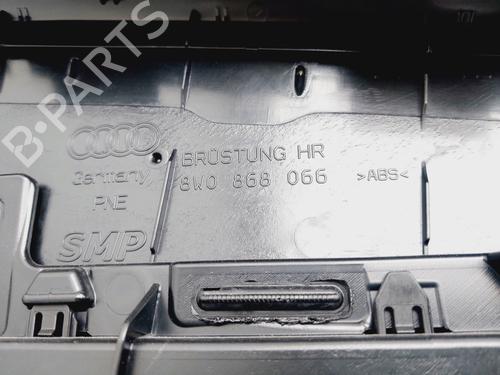 B-PARTS
BRÜSTUNG HR
Germany
8W0 868 066 >ABS<
PNE
SMP